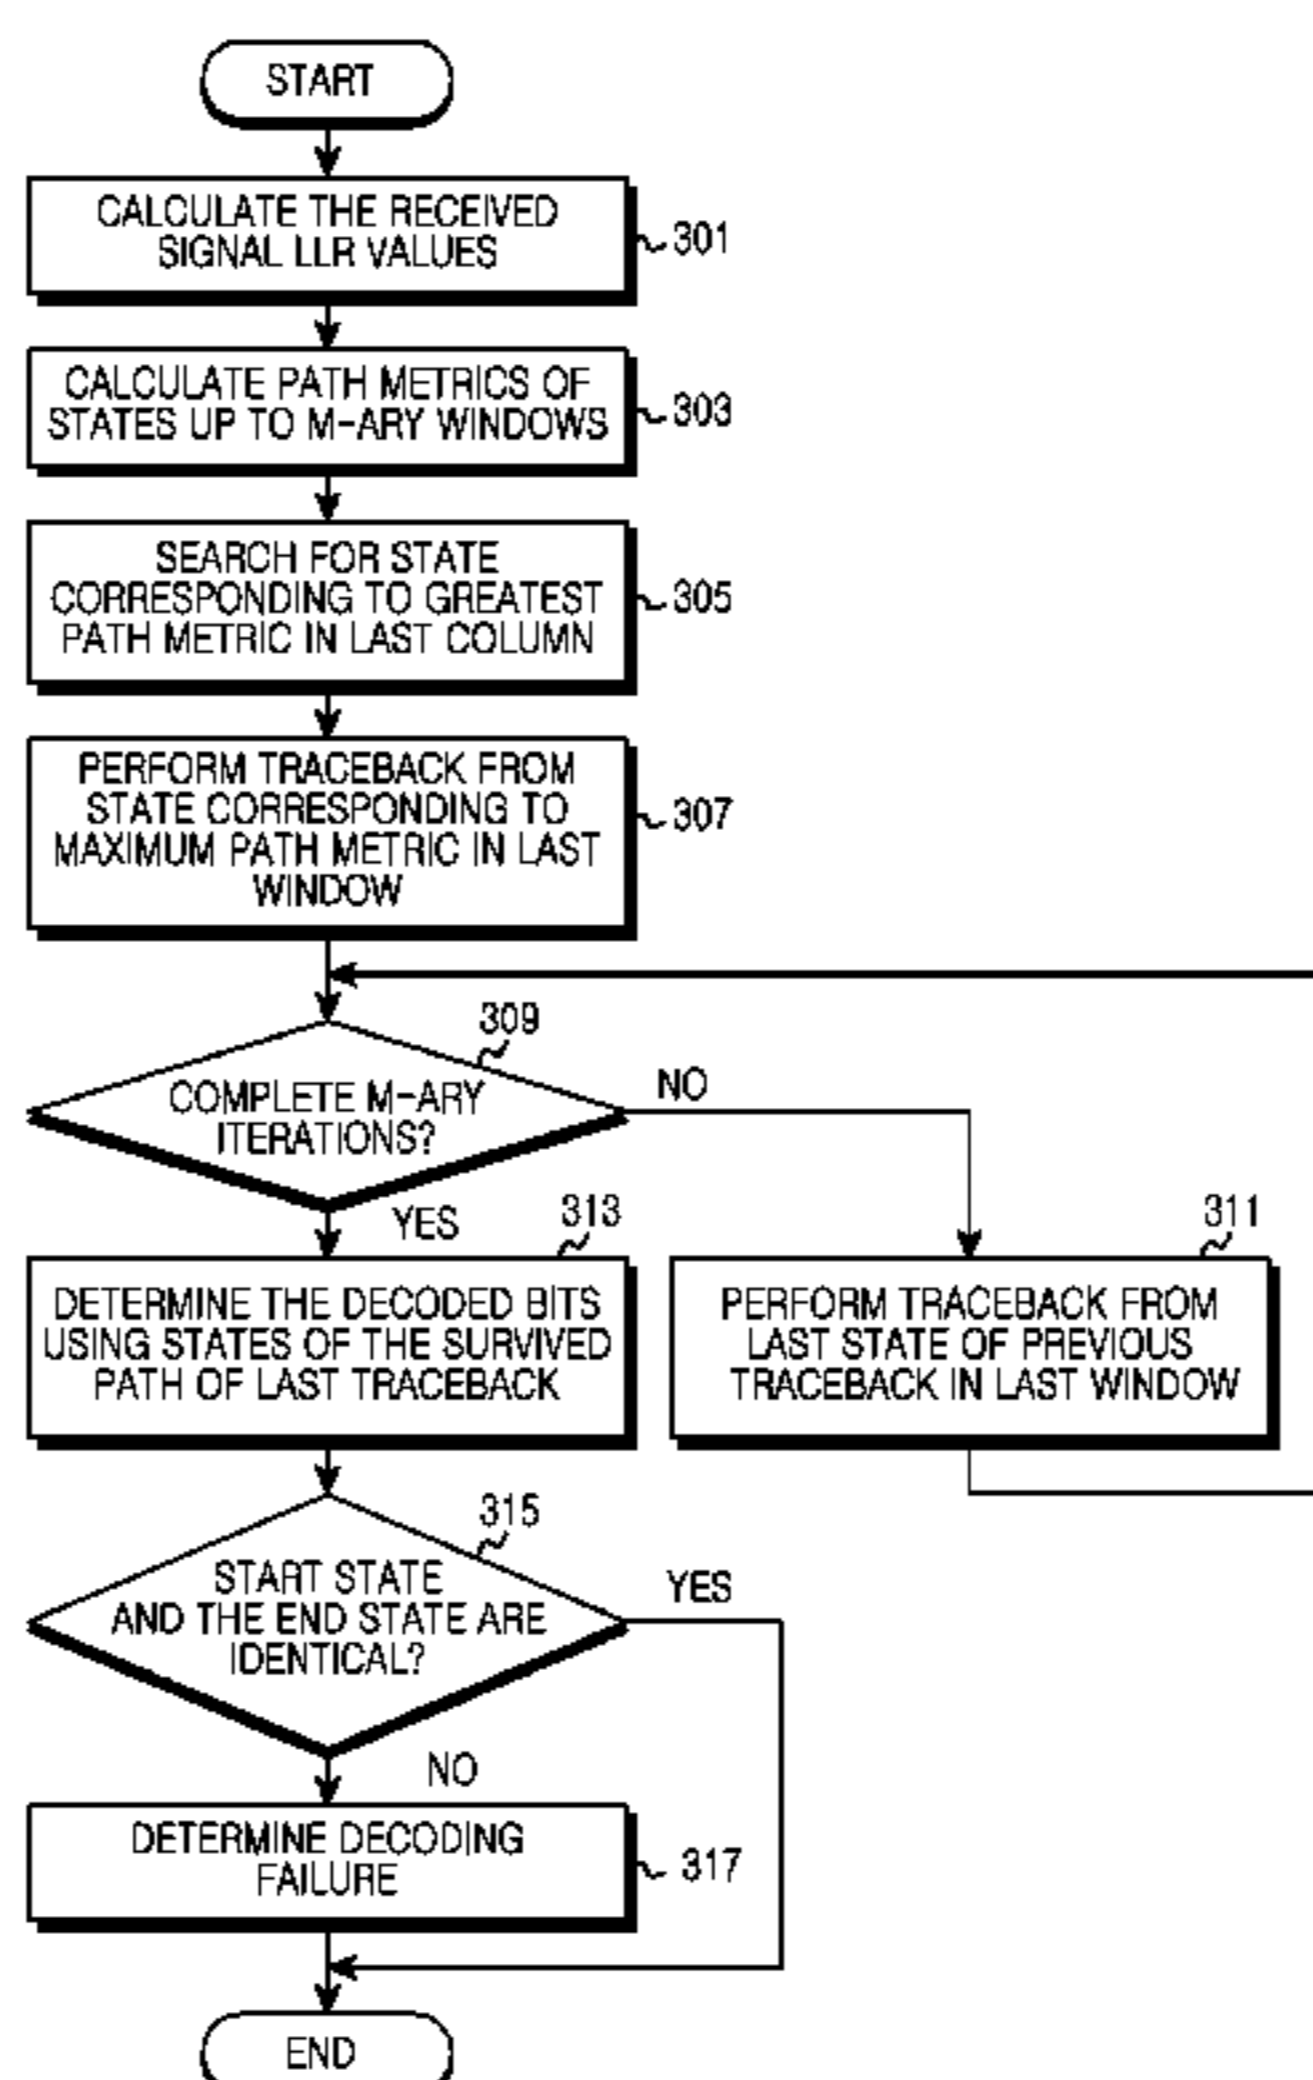 START
CALCULATE THE RECEIVED
SIGNAL LLR VALUES
301
CALCULATE PATH METRICS OF
STATES UP TO M-ARY WINDOWS
303
SEARCH FOR STATE
CORRESPONDING TO GREATEST
PATH METRIC IN LAST COLUMN
305
PERFORM TRACEBACK FROM
STATE CORRESPONDING TO
MAXIMUM PATH METRIC IN LAST
WINDOW
307
309
COMPLETE M-ARY
ITERATIONS?
NO
YES
313
DETERMINE THE DECODED BITS
USING STATES OF THE SURVIVED
PATH OF LAST TRACEBACK
311
PERFORM TRACEBACK FROM
LAST STATE OF PREVIOUS
TRACEBACK IN LAST WINDOW
315
START STATE
AND THE END STATE ARE
IDENTICAL?
YES
NO
DETERMINE DECODING
FAILURE
317
END